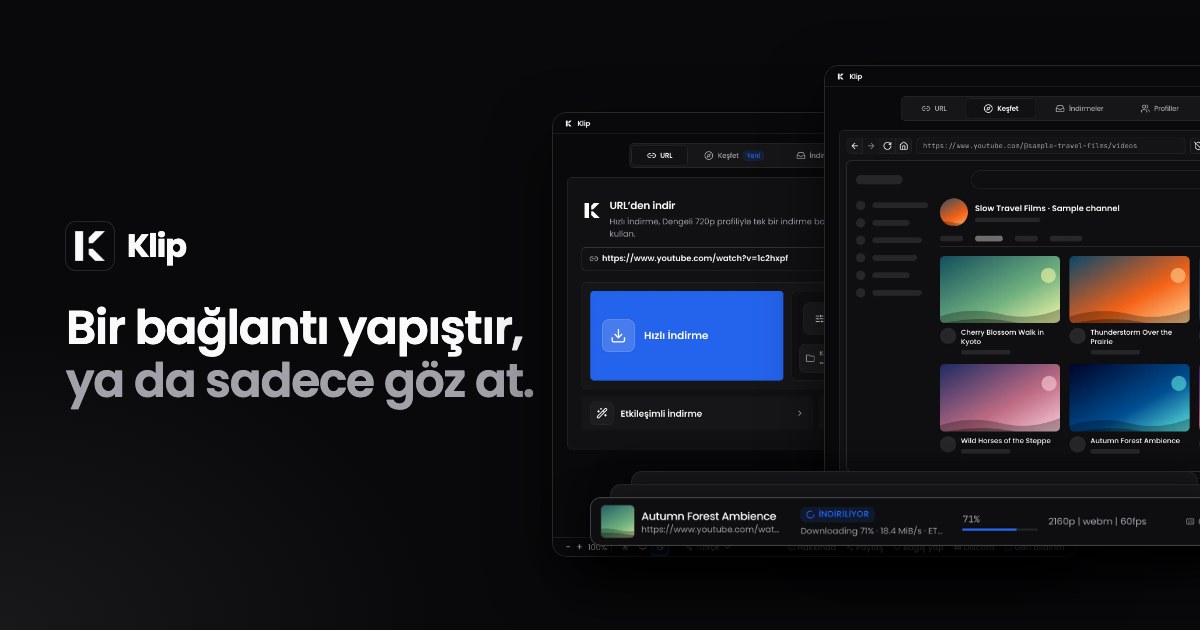 Klip
Bir bağlantı yapıştır,
ya da sadece göz at.
Klip
URL
Keşfet Yeni
URL'den indir
Hızlı İndirme, Dengeli 720p profiliyle tek bir indirme
kullan.
https://www.youtube.com/watch?v=1c2hxpf
Hızlı İndirme
Etkileşimli İndirme
Klip
URL
Keşfet
İndirmeler
Profiller
https://www.youtube.com/@sample-travel-films/videos
Slow Travel Films · Sample channel
Cherry Blossom Walk in
Kyoto
Thunderstorm Over the
Prairie
Wild Horses of the Steppe
Autumn Forest Ambience
Autumn Forest Ambience
https://www.youtube.com/wat...
İNDİRİLİYOR
Downloading 71% · 18.4 MiB/s · ET...
71%
2160p | webm | 60fps
- + 100%